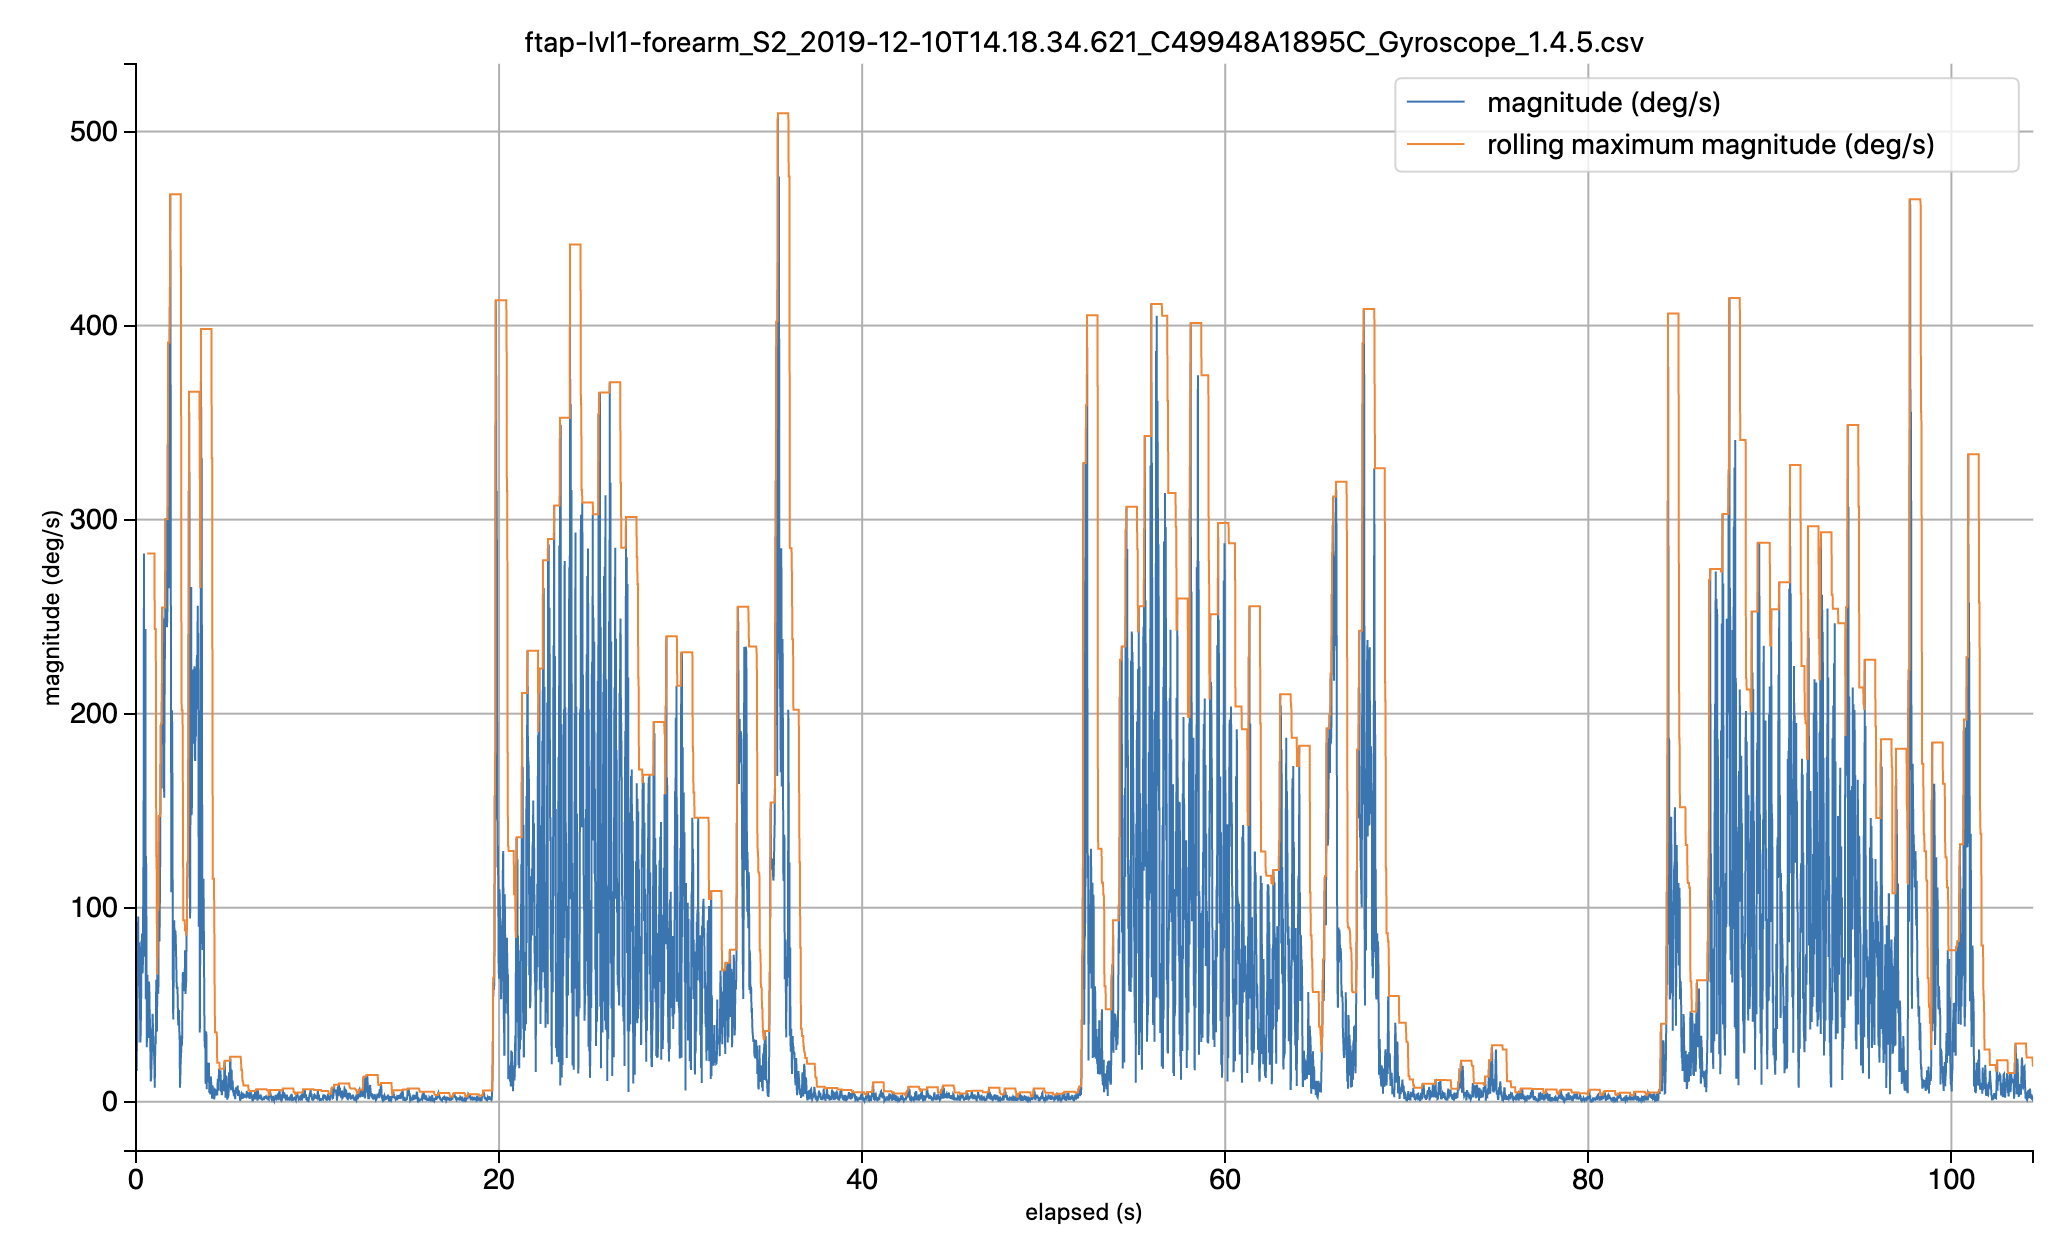 ftap-lvl1-forearm_S2_2019-12-10T14.18.34.621_C49948A1895C_Gyroscope_1.4.5.csv
magnitude (deg/s)
rolling maximum magnitude (deg/s)
500
400
300
200
100
0
magnitude (deg/s)
0 20 40 60 80 100
elapsed (s)